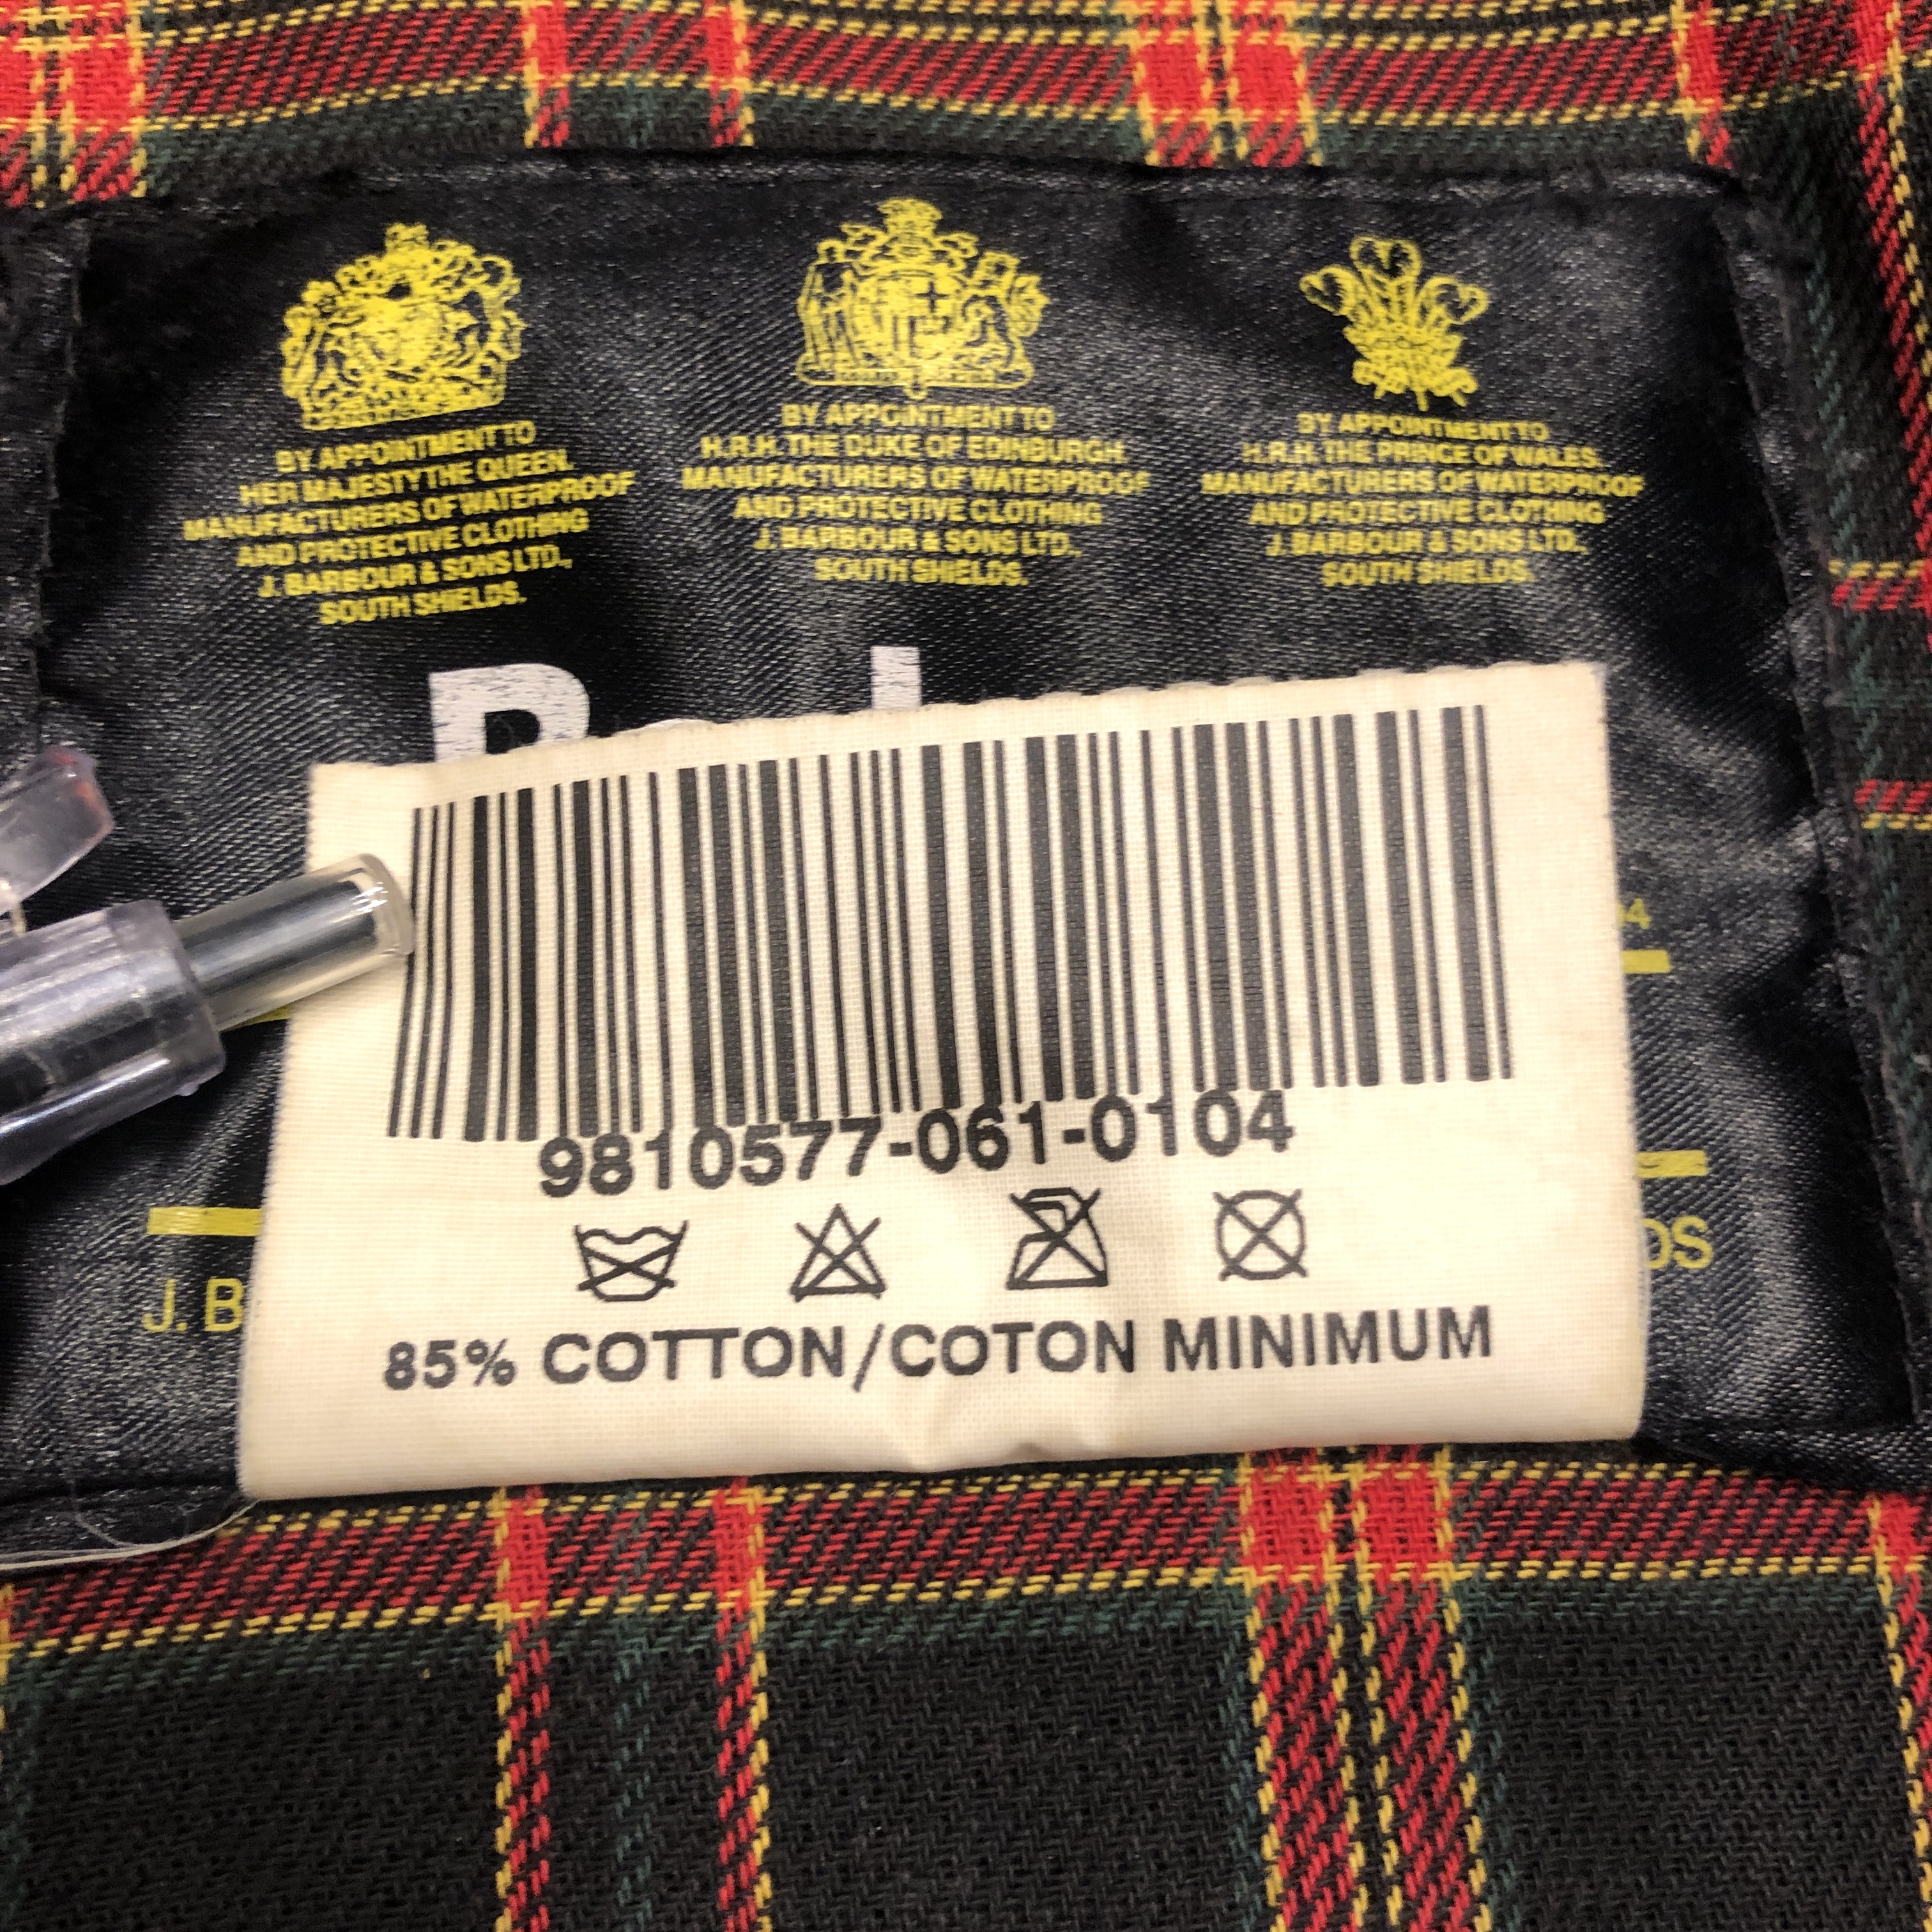 BY APPOINTMENT TO
HER MAJESTY THE QUEEN.
MANUFACTURERS OF WATERPROOF
AND PROTECTIVE CLOTHING
J. BARBOUR & SONS LTD.,
SOUTH SHIELDS.
BY APPOINTMENT TO
H.R.H. THE DUKE OF EDINBURGH
MANUFACTURERS OF WATERPROOF
AND PROTECTIVE CLOTHING
J. BARBOUR & SONS LTD.,
SOUTH SHIELDS.
BY APPOINTMENT TO
H.R.H. THE PRINCE OF WALES.
MANUFACTURERS OF WATERPROOF
AND PROTECTIVE CLOTHING
J. BARBOUR & SONS LTD.,
SOUTH SHIELDS.
9810577-061-0104
85% COTTON/COTON MINIMUM
J. B
DS